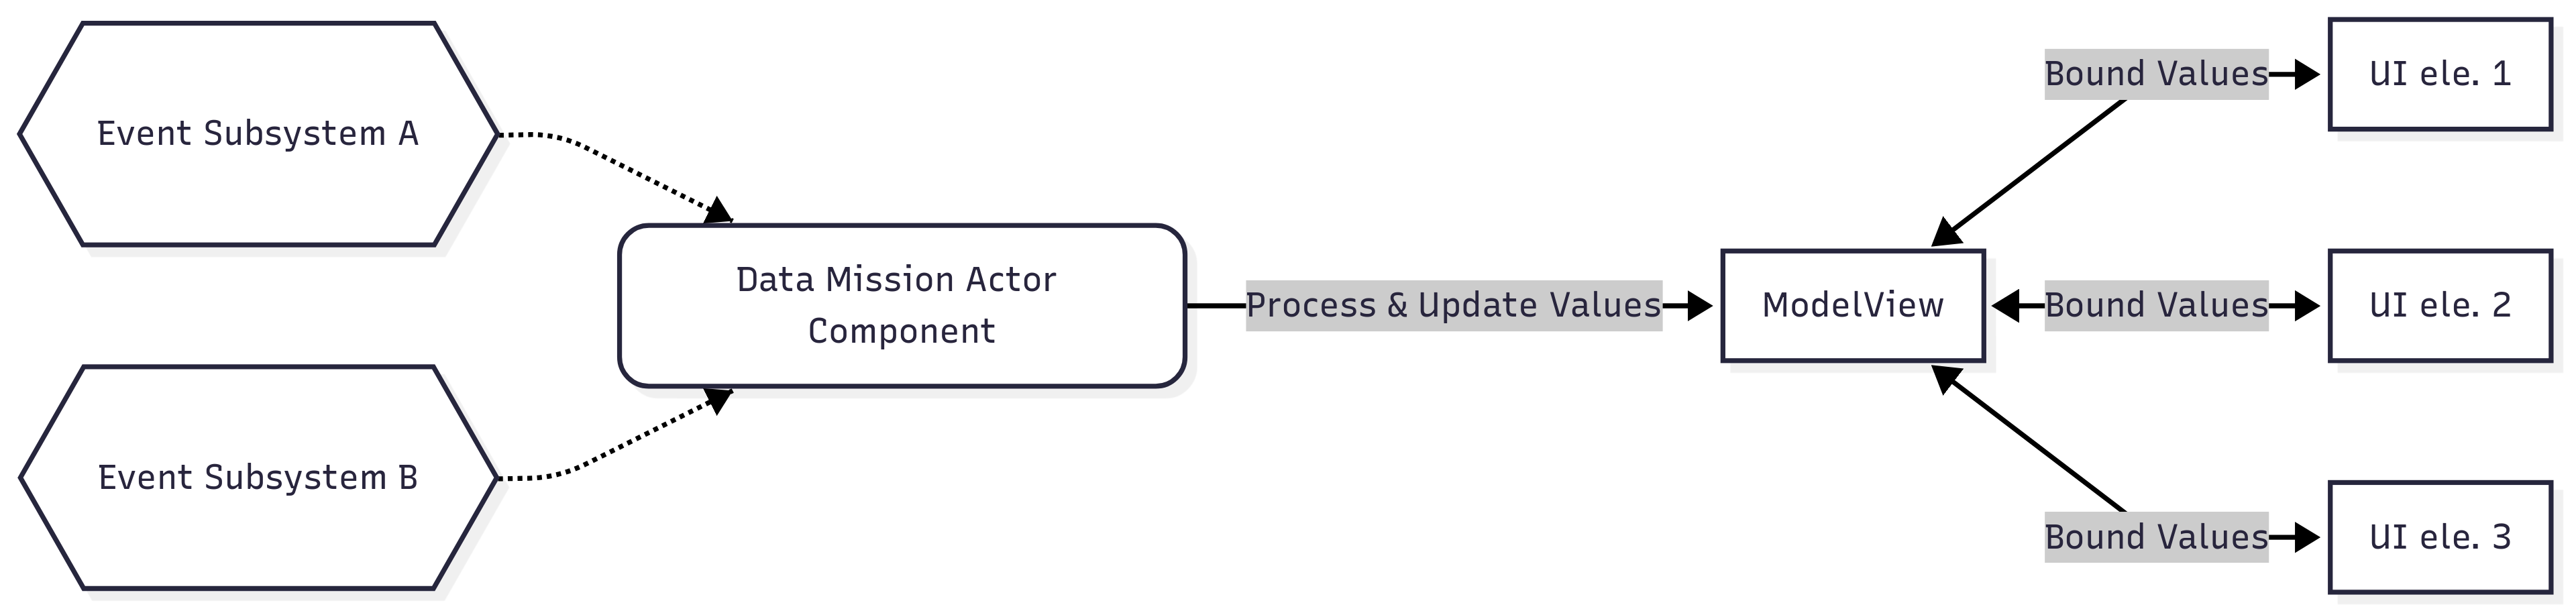 Event Subsystem A
Event Subsystem B
Data Mission Actor
Component
Process & Update Values
ModelView
Bound Values
Bound Values
Bound Values
UI ele. 1
UI ele. 2
UI ele. 3